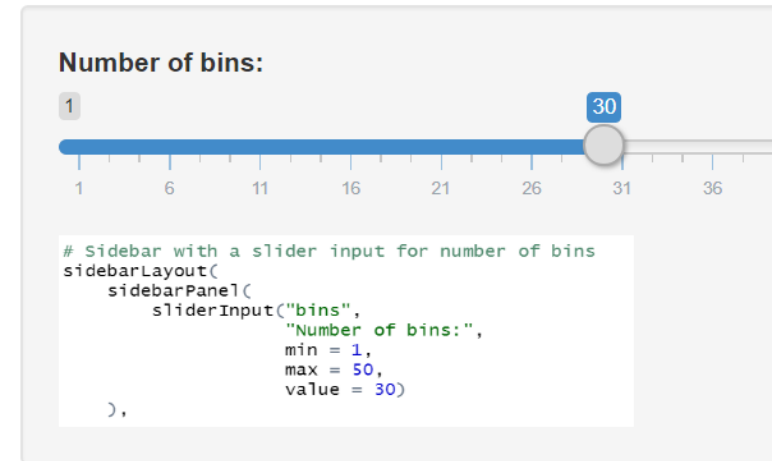 Number of bins:
1 30
1 6 11 16 21 26 31 36
# Sidebar with a slider input for number of bins
sidebarLayout(
    sidebarPanel(
        sliderInput("bins",
                    "Number of bins:",
                    min = 1,
                    max = 50,
                    value = 30)
    ),